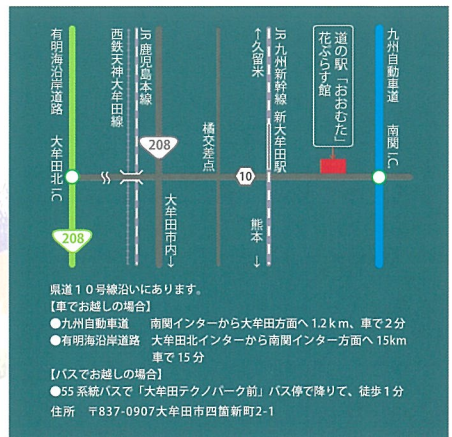 有明海沿岸道路 大牟田北I.C
208
西鉄天神大牟田線
JR鹿児島本線
208
大牟田市内↓
橘交差点
10
↑久留米
JR九州新幹線 新大牟田駅
熊本↓
道の駅「おおむた」
花ぷらす館
九州自動車道 南関I.C
県道10号線沿いにあります。
【車でお越しの場合】
●九州自動車道 南関インターから大牟田方面へ1.2km、車で2分
●有明海沿岸道路 大牟田北インターから南関インター方面へ15km
車で15分
【バスでお越しの場合】
●55系統バスで「大牟田テクノパーク前」バス停で降りて、徒歩1分
住所 〒837-0907大牟田市四箇新町2-1